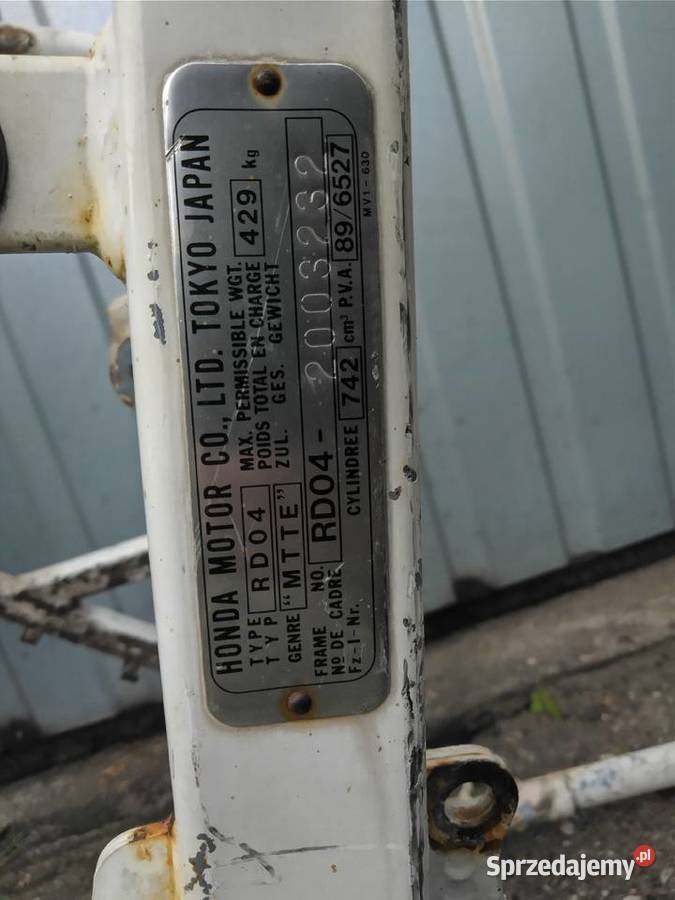 HONDA MOTOR CO., LTD. TOKYO JAPAN
TYPE
TYP RD04 MAX. PERMISSIBLE WGT.
POIDS TOTAL EN CHARGE 429 kg
GENRE "MTTE" ZUL. GES. GEWICHT
FRAME NO.
Nº DE CADRE RD04- 2003232
Fz-I-Nr.
CYLINDREE 742 cm³ P.V.A. 89/6527
MV1-630
Sprzedajemy.pl